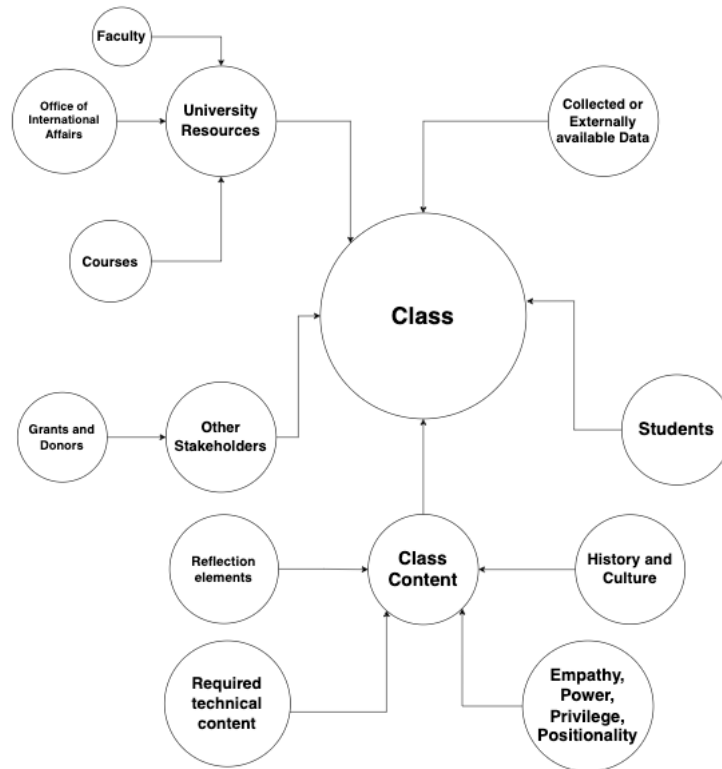 Faculty
Office of
International
Affairs
University
Resources
Collected or
Externally
available Data
Courses
Class
Grants and
Donors
Other
Stakeholders
Students
Reflection
elements
Class
Content
History and
Culture
Required
technical
content
Empathy,
Power,
Privilege,
Positionality